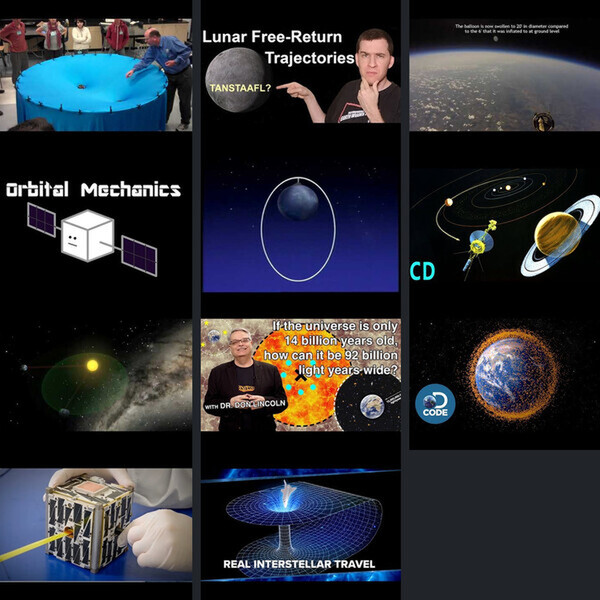 Lunar Free-Return
Trajectories
TANSTAAFL?
The balloon is now swollen to 20' in diameter compared
to the 6' that it was inflated to at ground level.
Orbital Mechanics
CD
If the universe is only
14 billion years old,
how can it be 92 billion
light years wide?
WITH DR. DON LINCOLN
D
CODE
REAL INTERSTELLAR TRAVEL